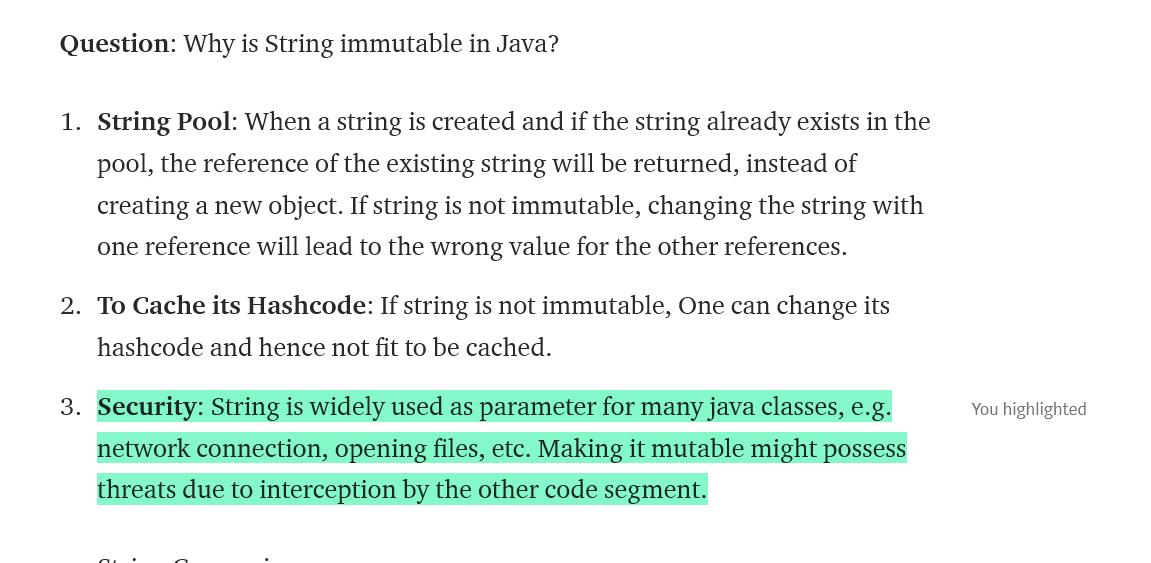 Question: Why is String immutable in Java?
1. String Pool: When a string is created and if the string already exists in the
pool, the reference of the existing string will be returned, instead of
creating a new object. If string is not immutable, changing the string with
one reference will lead to the wrong value for the other references.
2. To Cache its Hashcode: If string is not immutable, One can change its
hashcode and hence not fit to be cached.
3. Security: String is widely used as parameter for many java classes, e.g.
You highlighted
network connection, opening files, etc. Making it mutable might possess
threats due to interception by the other code segment.